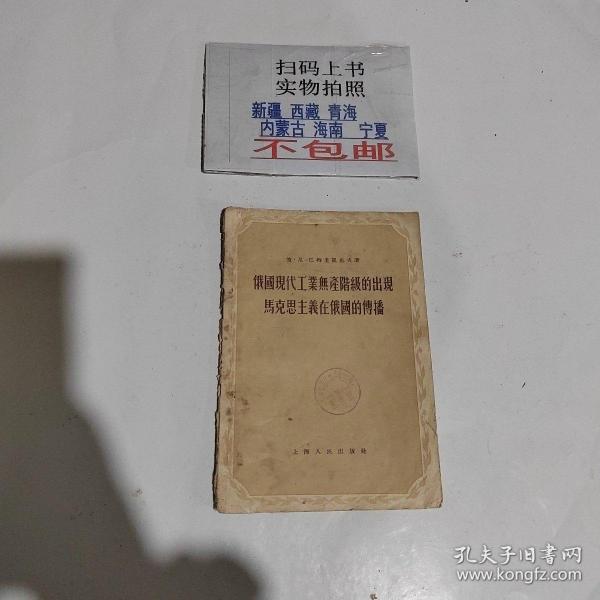 扫码上书
实物拍照
新疆 西藏 青海
内蒙古 海南 宁夏
不包邮
俄國現代工業無產階級的出現
馬克思主義在俄國的傳播
上海人民出版社
孔夫子旧书网
www.kongfz.com